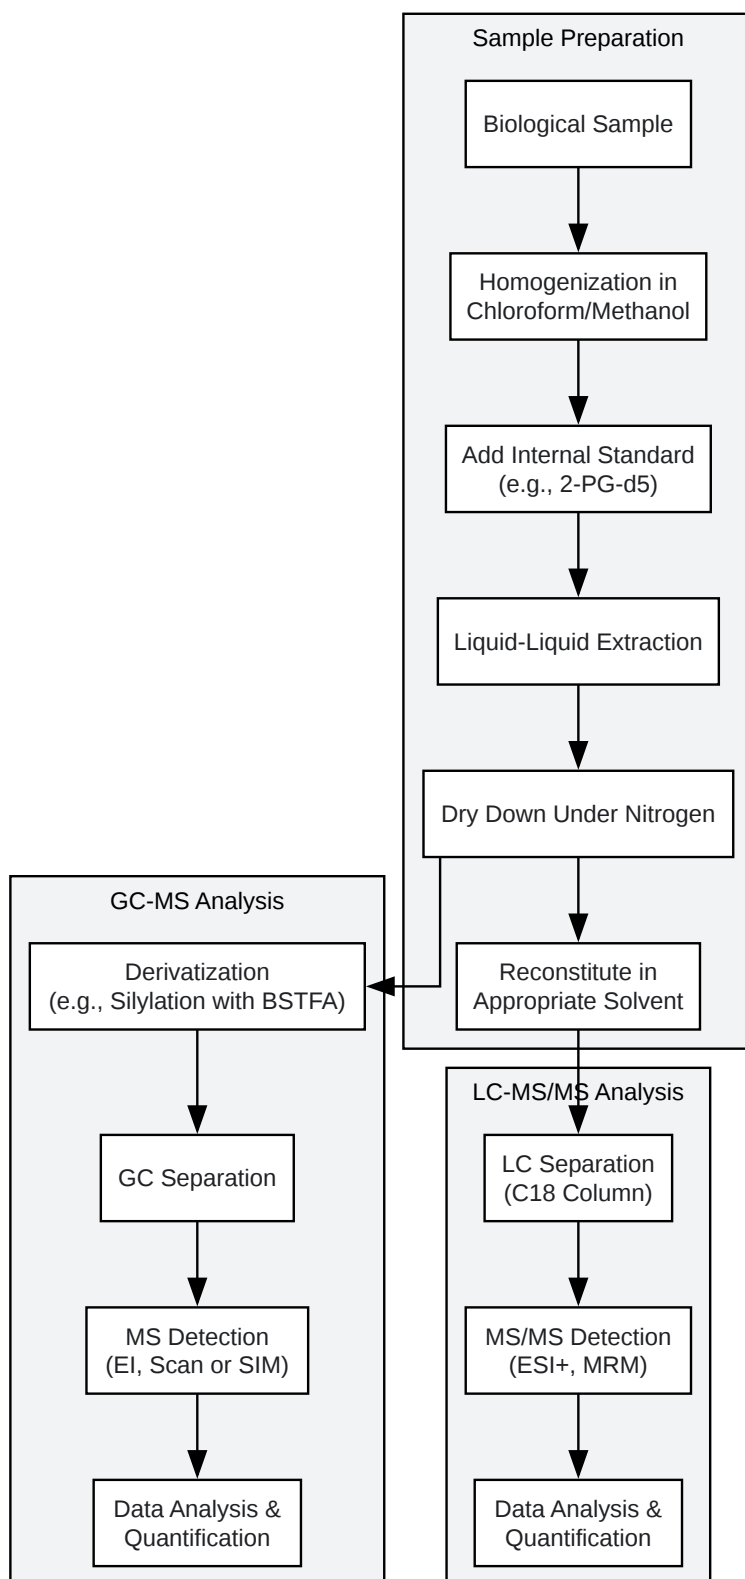 Sample Preparation
Biological Sample
Homogenization in
Chloroform/Methanol
Add Internal Standard
(e.g., 2-PG-d5)
Liquid-Liquid Extraction
Dry Down Under Nitrogen
Reconstitute in
Appropriate Solvent
GC-MS Analysis
Derivatization
(e.g., Silylation with BSTFA)
GC Separation
MS Detection
(EI, Scan or SIM)
Data Analysis &
Quantification
LC-MS/MS Analysis
LC Separation
(C18 Column)
MS/MS Detection
(ESI+, MRM)
Data Analysis &
Quantification